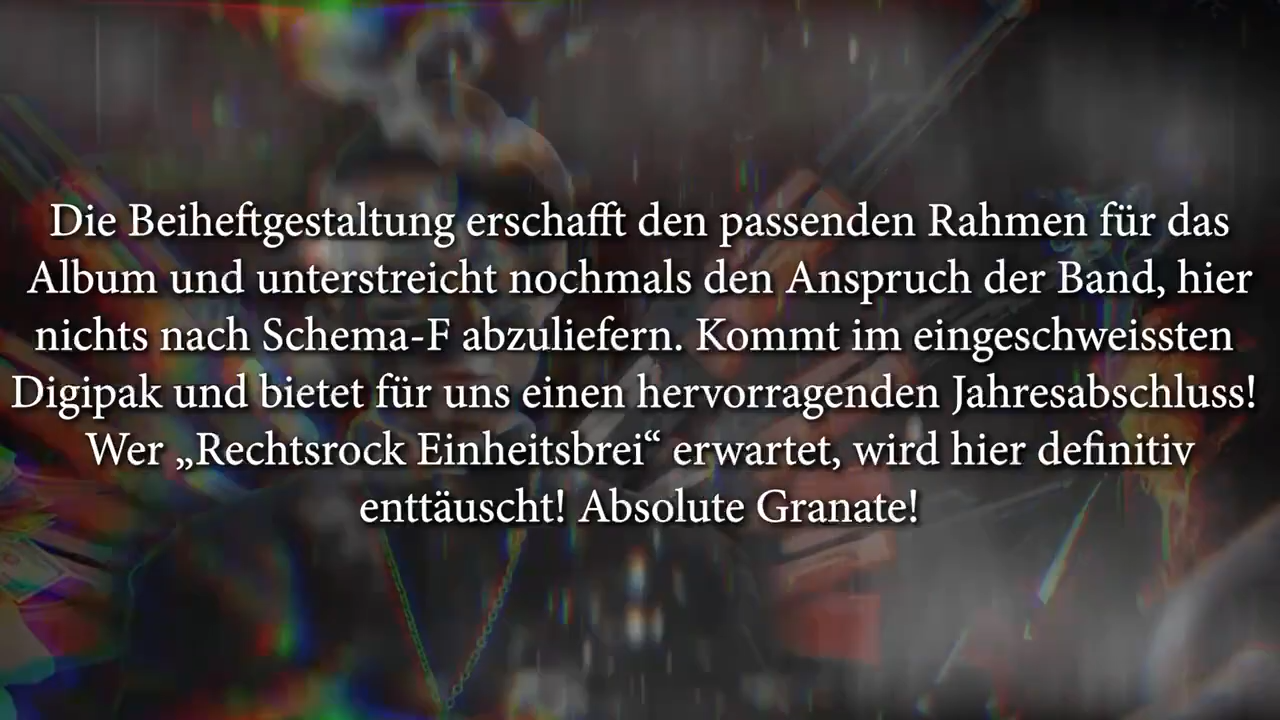 Die Beiheftgestaltung erschafft den passenden Rahmen für das
Album und unterstreicht nochmals den Anspruch der Band, hier
nichts nach Schema-F abzuliefern. Kommt im eingeschweissten
Digipak und bietet für uns einen hervorragenden Jahresabschluss!
Wer „Rechtsrock Einheitsbrei“ erwartet, wird hier definitiv
enttäuscht! Absolute Granate!